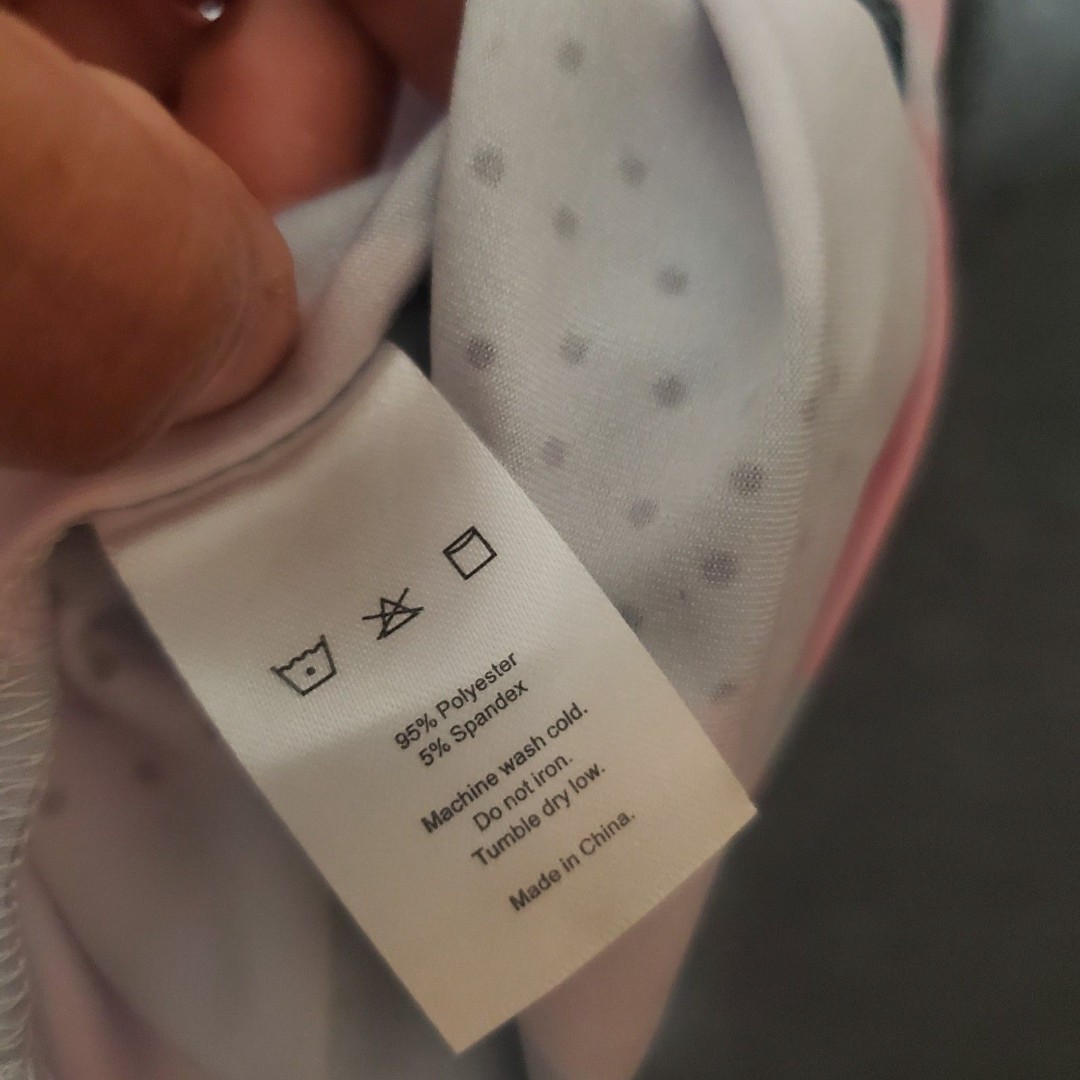 95% Polyester
5% Spandex
Machine wash cold.
Do not iron.
Tumble dry low.
Made in China.